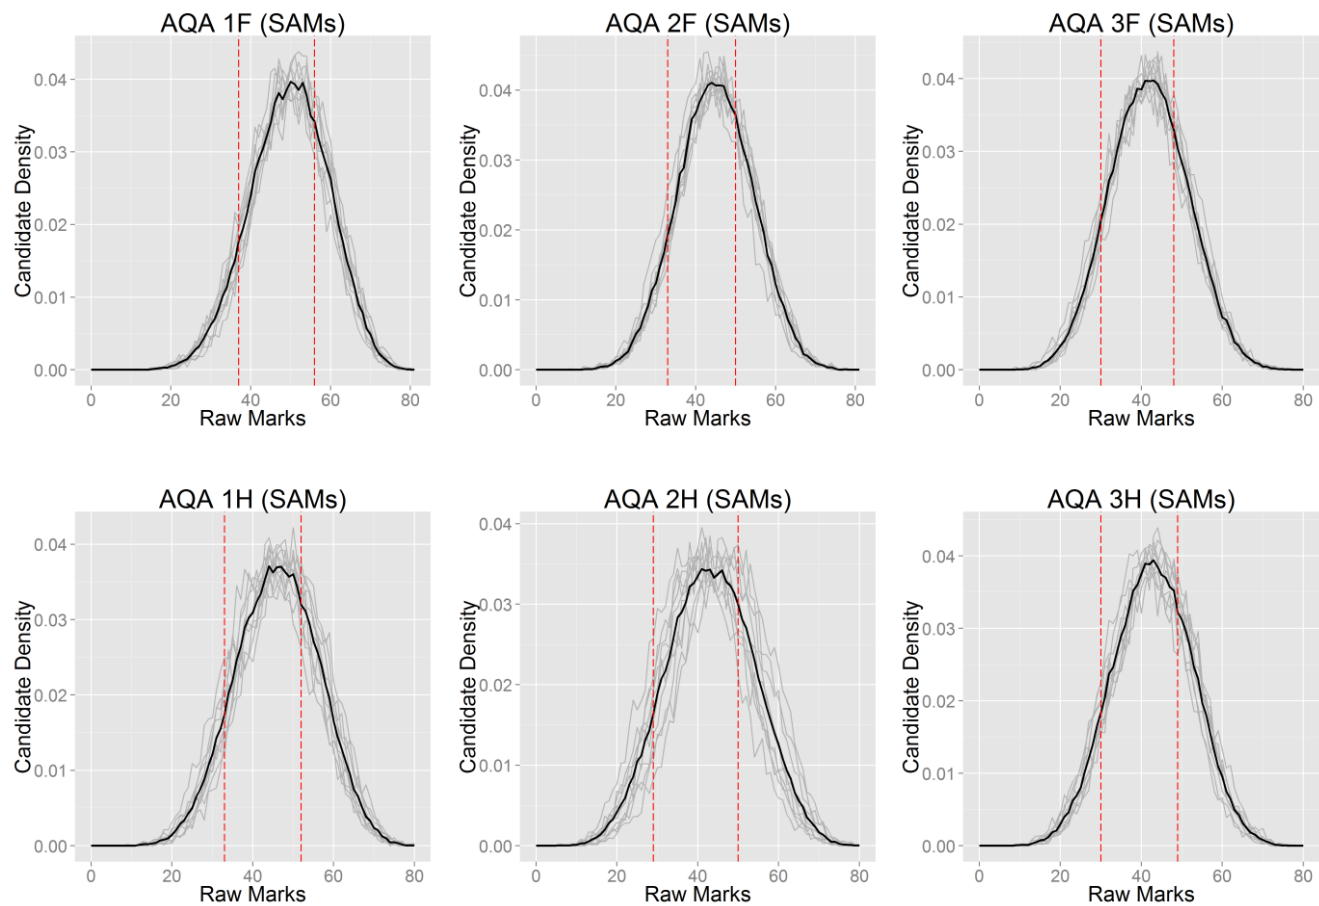 AQA 1F (SAMs)
Candidate Density
0.04
0.03
0.02
0.01
0.00
0 20 40 60 80
Raw Marks
AQA 2F (SAMs)
Candidate Density
0.04
0.03
0.02
0.01
0.00
0 20 40 60 80
Raw Marks
AQA 3F (SAMs)
Candidate Density
0.04
0.03
0.02
0.01
0.00
0 20 40 60 80
Raw Marks
AQA 1H (SAMs)
Candidate Density
0.04
0.03
0.02
0.01
0.00
0 20 40 60 80
Raw Marks
AQA 2H (SAMs)
Candidate Density
0.04
0.03
0.02
0.01
0.00
0 20 40 60 80
Raw Marks
AQA 3H (SAMs)
Candidate Density
0.04
0.03
0.02
0.01
0.00
0 20 40 60 80
Raw Marks